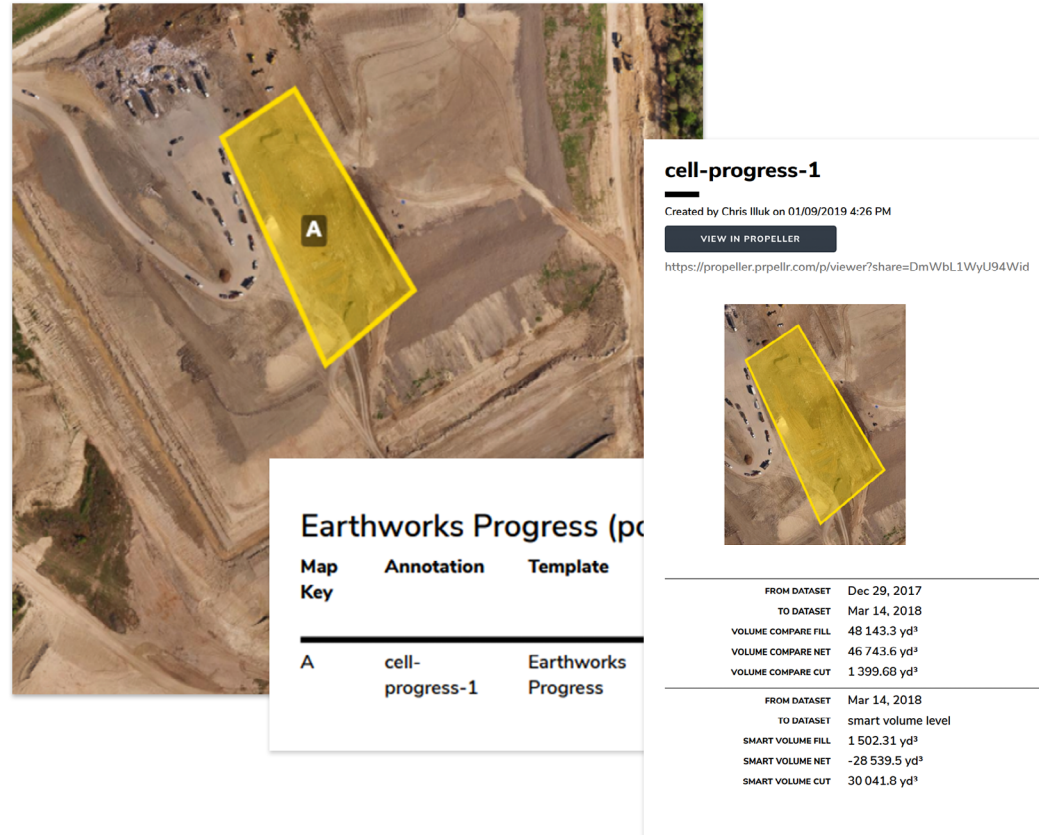 A
Earthworks Progress (po
Map Key
Annotation
Template
A
cell-
progress-1
Earthworks
Progress
cell-progress-1
Created by Chris Illuk on 01/09/2019 4:26 PM
VIEW IN PROPELLER
https://propeller.prpellr.com/p/viewer?share=DmWbL1WyU94Wid
FROM DATASET Dec 29, 2017
TO DATASET Mar 14, 2018
VOLUME COMPARE FILL 48 143.3 yd³
VOLUME COMPARE NET 46 743.6 yd³
VOLUME COMPARE CUT 1 399.68 yd³
FROM DATASET Mar 14, 2018
TO DATASET smart volume level
SMART VOLUME FILL 1 502.31 yd³
SMART VOLUME NET -28 539.5 yd³
SMART VOLUME CUT 30 041.8 yd³